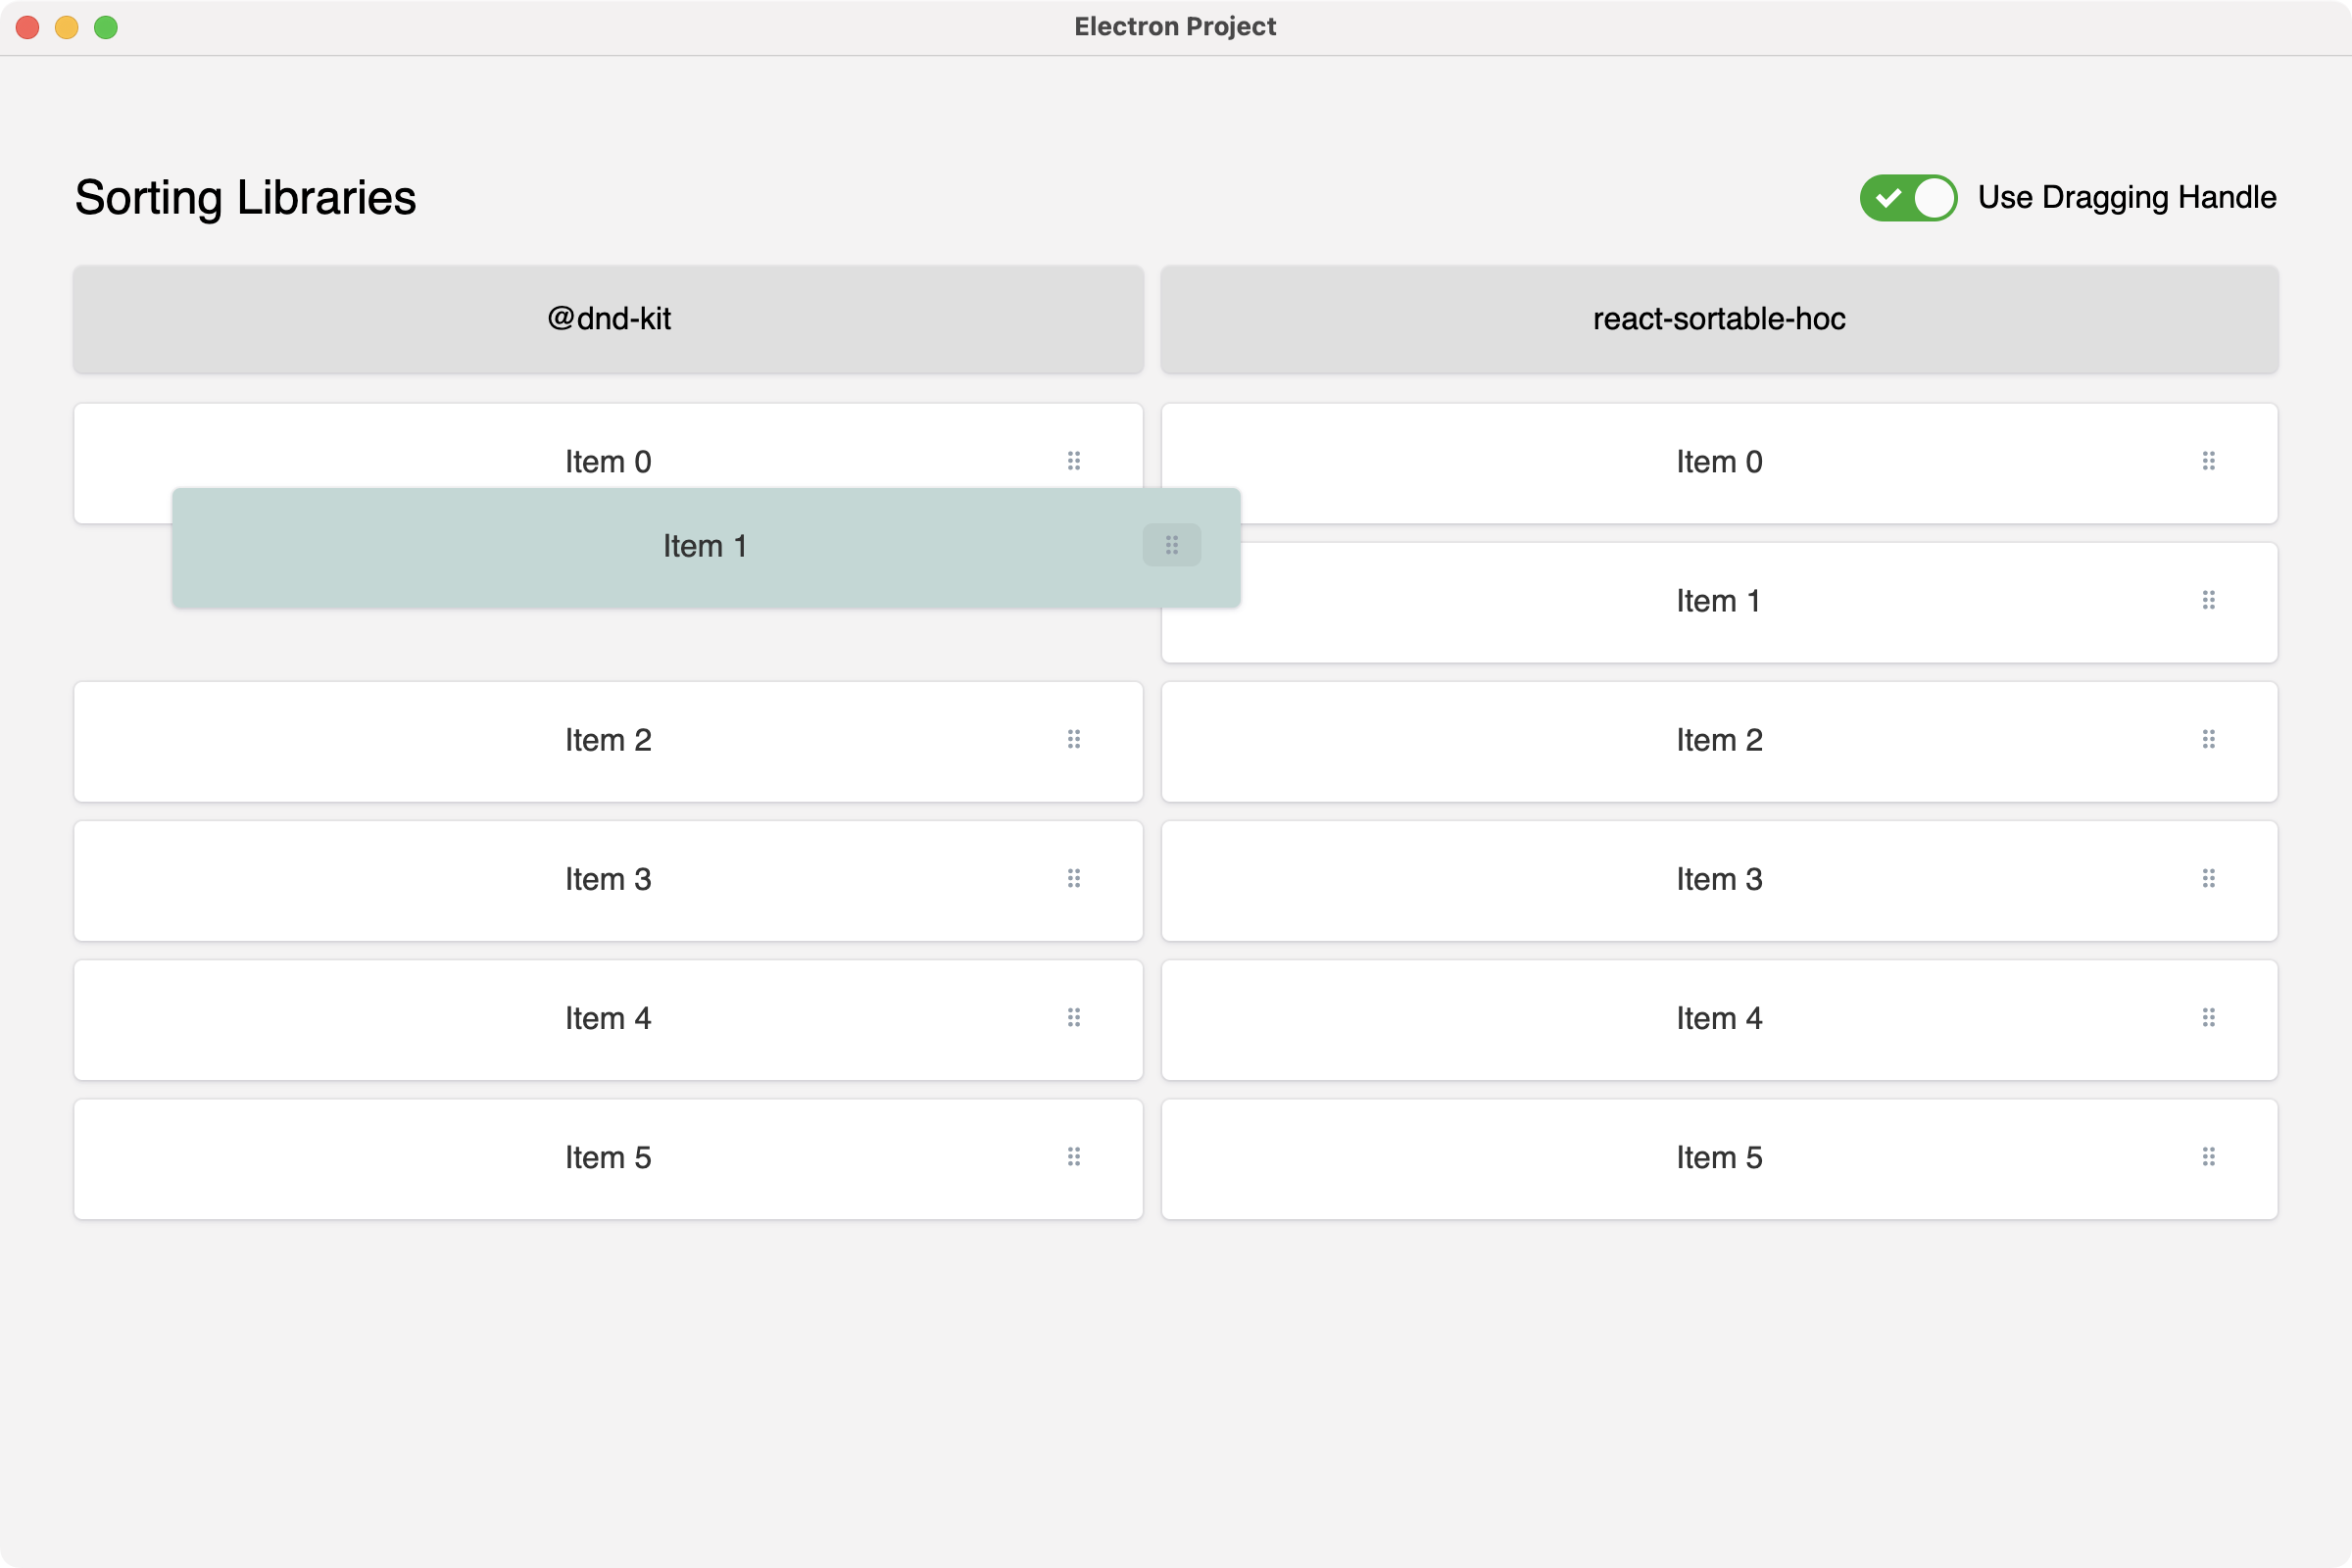 Electron Project
Sorting Libraries
Use Dragging Handle
@dnd-kit
react-sortable-hoc
Item 0
Item 0
Item 1
Item 1
Item 2
Item 2
Item 3
Item 3
Item 4
Item 4
Item 5
Item 5